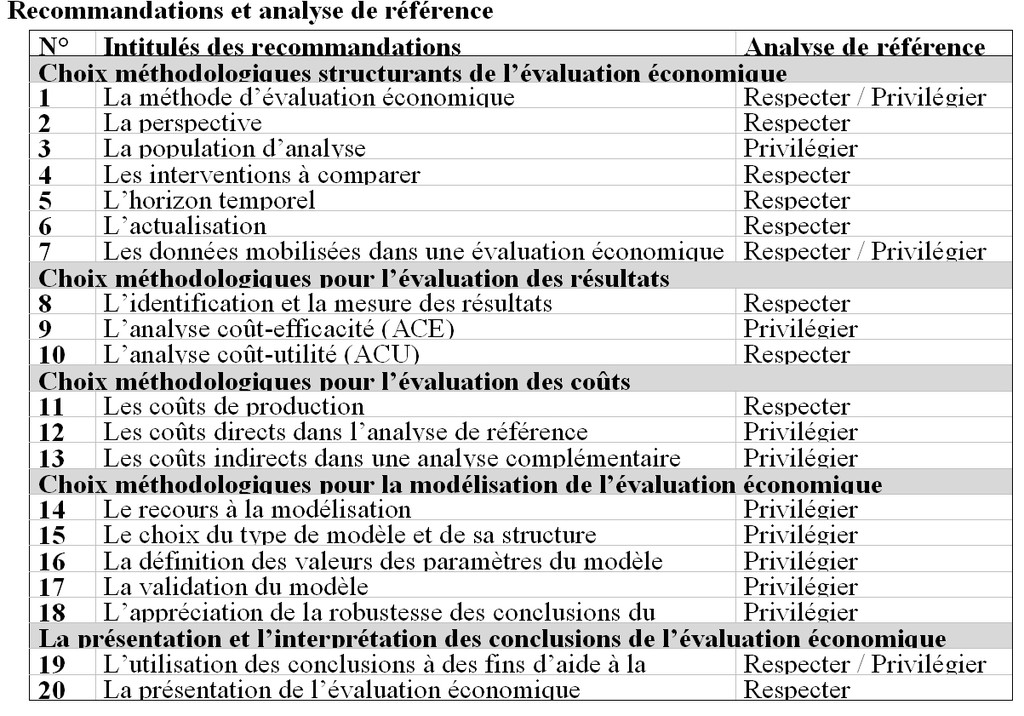 Recommandations et analyse de référence
N° Intitulés des recommandations Analyse de référence
Choix méthodologiques structurants de l’évaluation économique
1 La méthode d’évaluation économique Respecter / Privilégier
2 La perspective Respecter
3 La population d’analyse Privilégier
4 Les interventions à comparer Respecter
5 L’horizon temporel Respecter
6 L’actualisation Respecter
7 Les données mobilisées dans une évaluation économique Respecter / Privilégier
Choix méthodologiques pour l’évaluation des résultats
8 L’identification et la mesure des résultats Respecter
9 L’analyse coût-efficacité (ACE) Privilégier
10 L’analyse coût-utilité (ACU) Respecter
Choix méthodologiques pour l’évaluation des coûts
11 Les coûts de production Respecter
12 Les coûts directs dans l’analyse de référence Privilégier
13 Les coûts indirects dans une analyse complémentaire Privilégier
Choix méthodologiques pour la modélisation de l’évaluation économique
14 Le recours à la modélisation Privilégier
15 Le choix du type de modèle et de sa structure Privilégier
16 La définition des valeurs des paramètres du modèle Privilégier
17 La validation du modèle Privilégier
18 L’appréciation de la robustesse des conclusions du Privilégier
La présentation et l’interprétation des conclusions de l’évaluation économique
19 L’utilisation des conclusions à des fins d’aide à la Respecter / Privilégier
20 La présentation de l’évaluation économique Respecter